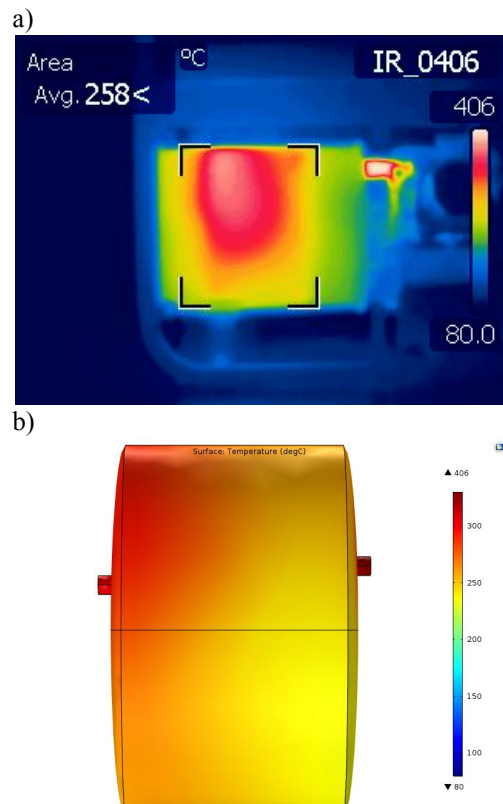 a)
Area
Avg. 258<
°C
IR_0406
406
80.0
b)
Surface: Temperature (degC)
▲ 406
300
250
200
150
100
▼ 80